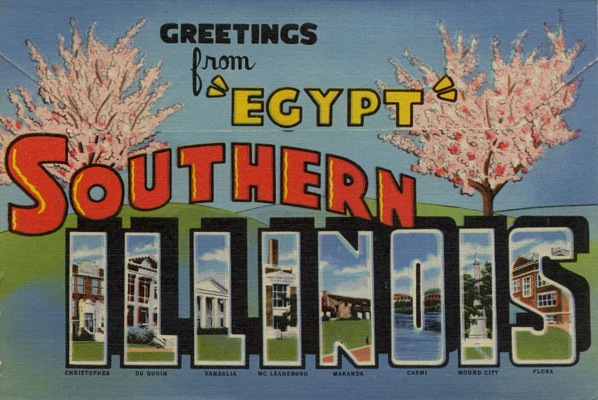 GREETINGS
from
"EGYPT"
SOUTHERN
ILLINOIS
CHRISTOPHER DU QUOIN VANDALIA MC LEANSBORO MAKANDA CARMI MOUND CITY FLORA